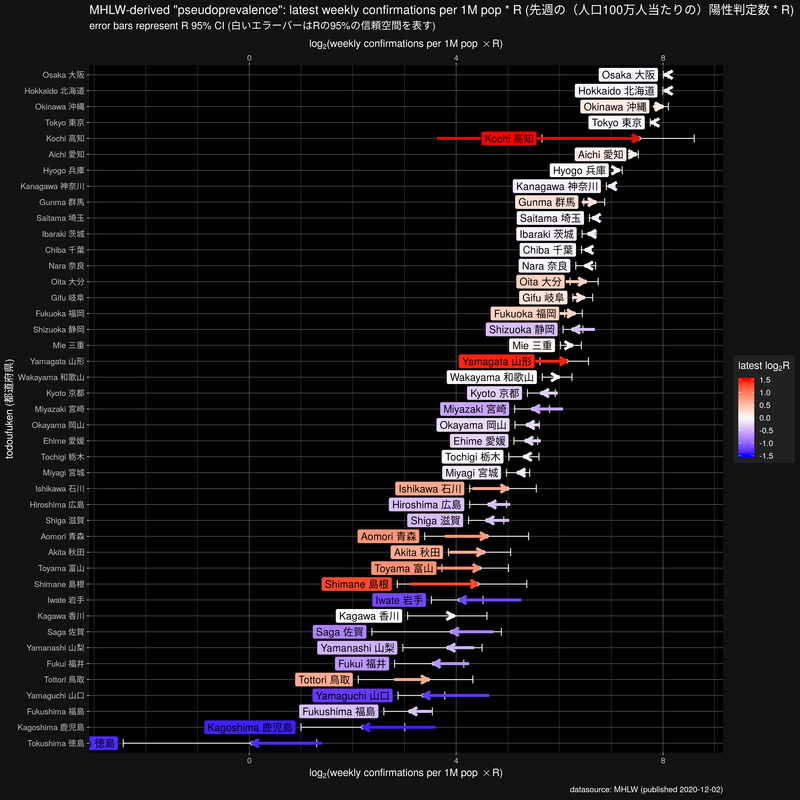 MHLW-derived "pseudoprevalence": latest weekly confirmations per 1M pop * R (先週の（人口100万人当たりの）陽性判定数 * R)
error bars represent R 95% CI (白いエラーバーはRの95%の信頼空間を表す)
log₂(weekly confirmations per 1M pop × R)
0 4 8
Osaka 大阪 Osaka 大阪
Hokkaido 北海道 Hokkaido 北海道
Okinawa 沖縄 Okinawa 沖縄
Tokyo 東京 Tokyo 東京
Kochi 高知 Kochi 高知
Aichi 愛知 Aichi 愛知
Hyogo 兵庫 Hyogo 兵庫
Kanagawa 神奈川 Kanagawa 神奈川
Gunma 群馬 Gunma 群馬
Saitama 埼玉 Saitama 埼玉
Ibaraki 茨城 Ibaraki 茨城
Chiba 千葉 Chiba 千葉
Nara 奈良 Nara 奈良
Oita 大分 Oita 大分
Gifu 岐阜 Gifu 岐阜
Fukuoka 福岡 Fukuoka 福岡
Shizuoka 静岡 Shizuoka 静岡
Mie 三重 Mie 三重
Yamagata 山形 Yamagata 山形
Wakayama 和歌山 Wakayama 和歌山
Kyoto 京都 Kyoto 京都
Miyazaki 宮崎 Miyazaki 宮崎
Okayama 岡山 Okayama 岡山
Ehime 愛媛 Ehime 愛媛
Tochigi 栃木 Tochigi 栃木
Miyagi 宮城 Miyagi 宮城
Ishikawa 石川 Ishikawa 石川
Hiroshima 広島 Hiroshima 広島
Shiga 滋賀 Shiga 滋賀
Aomori 青森 Aomori 青森
Akita 秋田 Akita 秋田
Toyama 富山 Toyama 富山
Shimane 島根 Shimane 島根
Iwate 岩手 Iwate 岩手
Kagawa 香川 Kagawa 香川
Saga 佐賀 Saga 佐賀
Yamanashi 山梨 Yamanashi 山梨
Fukui 福井 Fukui 福井
Tottori 鳥取 Tottori 鳥取
Yamaguchi 山口 Yamaguchi 山口
Fukushima 福島 Fukushima 福島
Kagoshima 鹿児島 Kagoshima 鹿児島
Tokushima 徳島 徳島
0 4 8
log₂(weekly confirmations per 1M pop × R)
todoufuken (都道府県)
latest log₂R
1.5
1.0
0.5
0.0
-0.5
-1.0
-1.5
datasource: MHLW (published 2020-12-02)